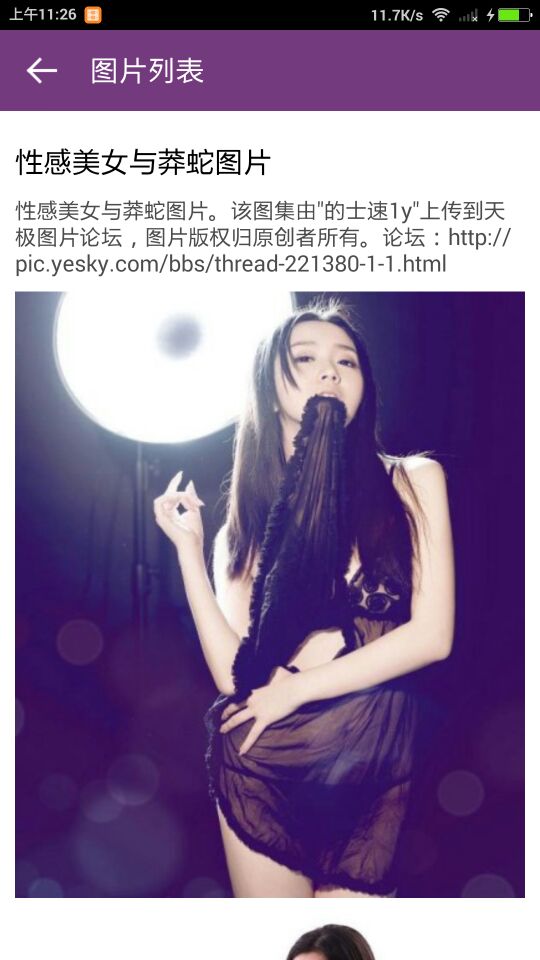 上午11:26
11.7K/s
图片列表
性感美女与莽蛇图片
性感美女与莽蛇图片。该图集由"的士速1y"上传到天
极图片论坛，图片版权归原创者所有。论坛：http://
pic.yesky.com/bbs/thread-221380-1-1.html